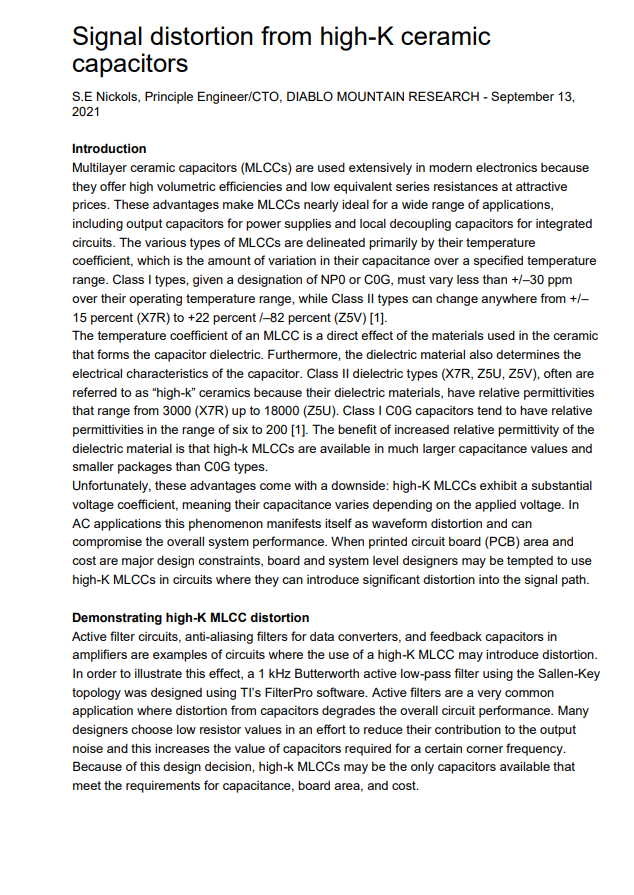 Signal distortion from high-K ceramic
capacitors
S.E Nickols, Principle Engineer/CTO, DIABLO MOUNTAIN RESEARCH - September 13,
2021
Introduction
Multilayer ceramic capacitors (MLCCs) are used extensively in modern electronics because
they offer high volumetric efficiencies and low equivalent series resistances at attractive
prices. These advantages make MLCCs nearly ideal for a wide range of applications,
including output capacitors for power supplies and local decoupling capacitors for integrated
circuits. The various types of MLCCs are delineated primarily by their temperature
coefficient, which is the amount of variation in their capacitance over a specified temperature
range. Class I types, given a designation of NP0 or C0G, must vary less than +/–30 ppm
over their operating temperature range, while Class II types can change anywhere from +/–
15 percent (X7R) to +22 percent /–82 percent (Z5V) [1].
The temperature coefficient of an MLCC is a direct effect of the materials used in the ceramic
that forms the capacitor dielectric. Furthermore, the dielectric material also determines the
electrical characteristics of the capacitor. Class II dielectric types (X7R, Z5U, Z5V), often are
referred to as “high-k” ceramics because their dielectric materials, have relative permittivities
that range from 3000 (X7R) up to 18000 (Z5U). Class I C0G capacitors tend to have relative
permittivities in the range of six to 200 [1]. The benefit of increased relative permittivity of the
dielectric material is that high-k MLCCs are available in much larger capacitance values and
smaller packages than C0G types.
Unfortunately, these advantages come with a downside: high-K MLCCs exhibit a substantial
voltage coefficient, meaning their capacitance varies depending on the applied voltage. In
AC applications this phenomenon manifests itself as waveform distortion and can
compromise the overall system performance. When printed circuit board (PCB) area and
cost are major design constraints, board and system level designers may be tempted to use
high-K MLCCs in circuits where they can introduce significant distortion into the signal path.
Demonstrating high-K MLCC distortion
Active filter circuits, anti-aliasing filters for data converters, and feedback capacitors in
amplifiers are examples of circuits where the use of a high-K MLCC may introduce distortion.
In order to illustrate this effect, a 1 kHz Butterworth active low-pass filter using the Sallen-Key
topology was designed using TI’s FilterPro software. Active filters are a very common
application where distortion from capacitors degrades the overall circuit performance. Many
designers choose low resistor values in an effort to reduce their contribution to the output
noise and this increases the value of capacitors required for a certain corner frequency.
Because of this design decision, high-k MLCCs may be the only capacitors available that
meet the requirements for capacitance, board area, and cost.